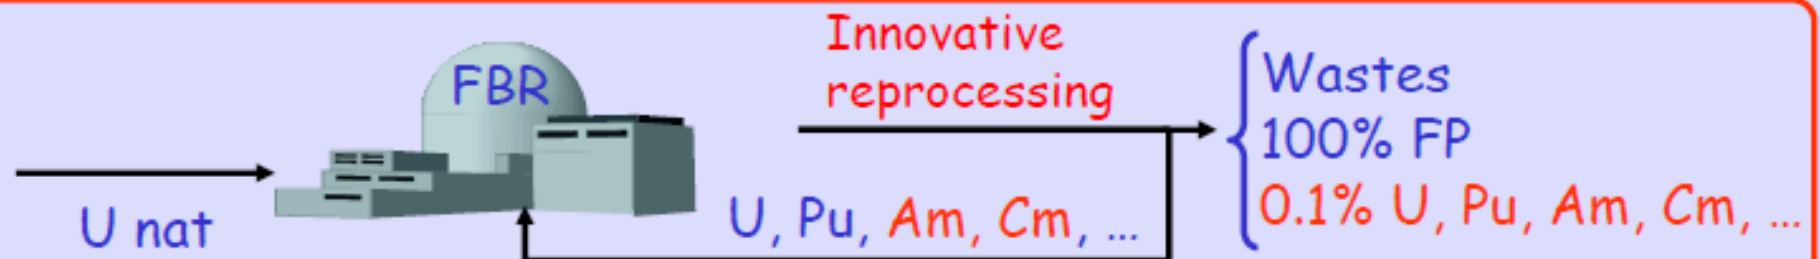 Innovative
reprocessing
FBR
Wastes
100% FP
0.1% U, Pu, Am, Cm, ...
U nat
U, Pu, Am, Cm, ...